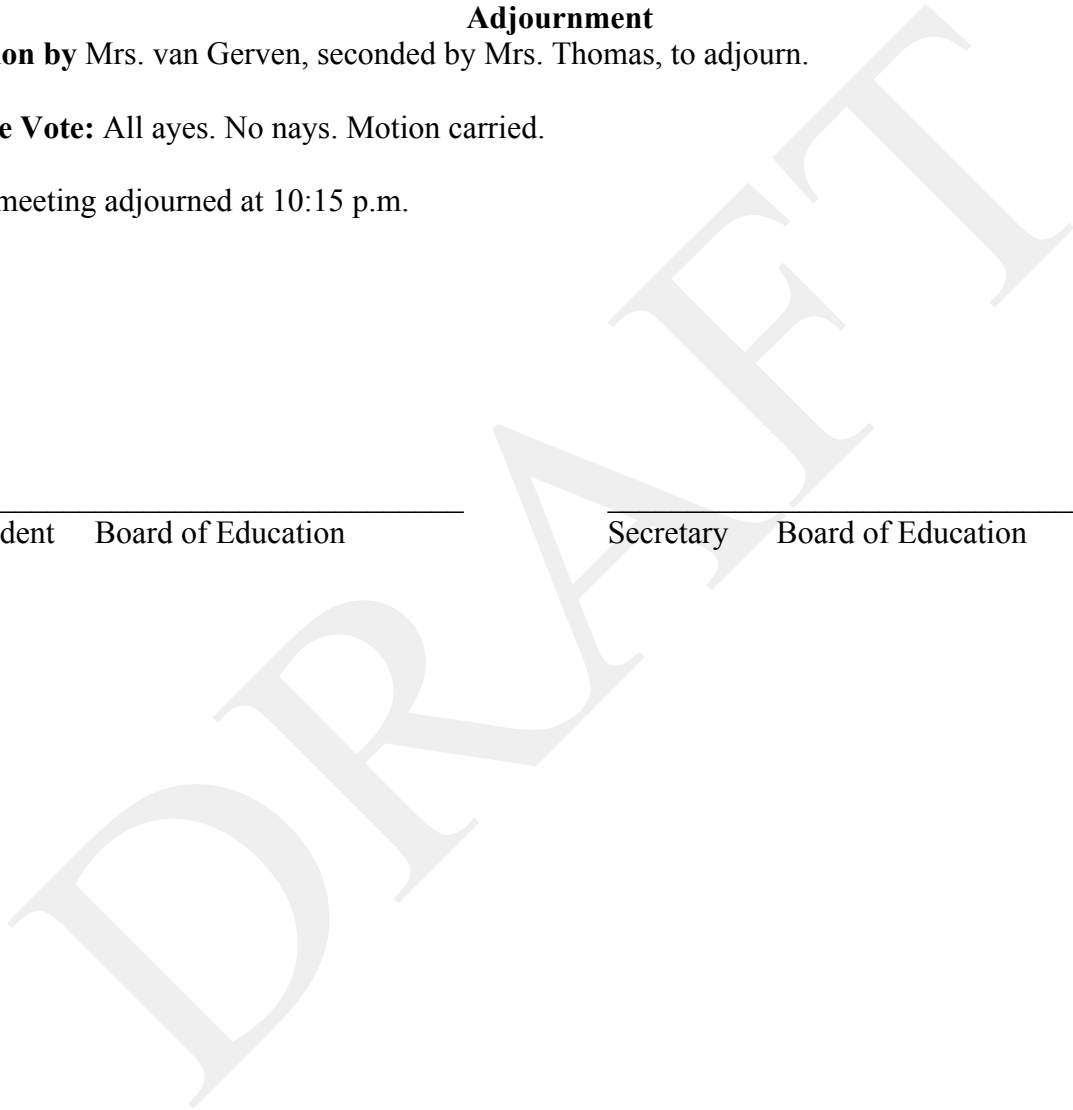 Adjournment
on by Mrs. van Gerven, seconded by Mrs. Thomas, to adjourn.
e Vote: All ayes. No nays. Motion carried.
meeting adjourned at 10:15 p.m.
dent Board of Education Secretary Board of Education
DRAFT